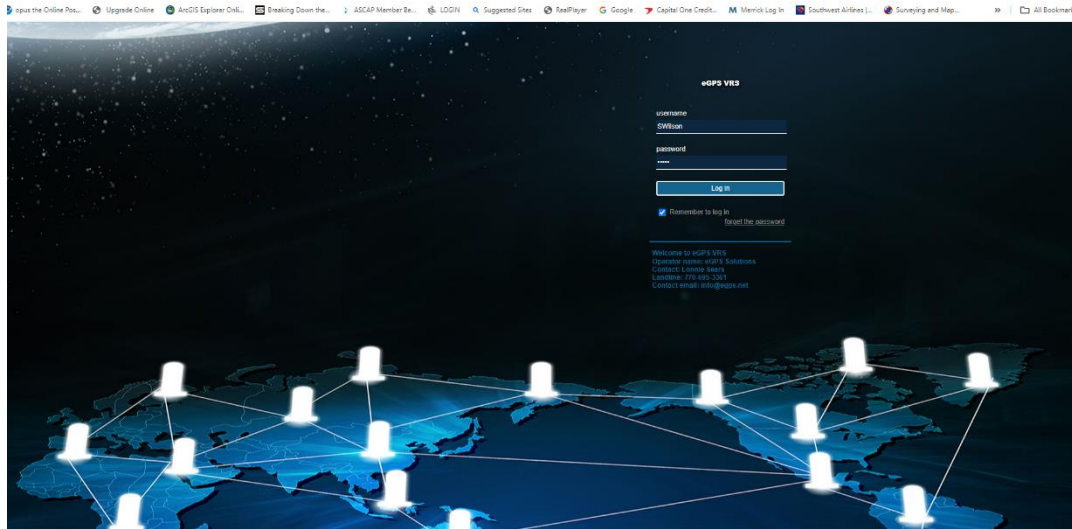 opus the Online Pos...
Upgrade Online
ArcGIS Explorer Onli...
Breaking Down the...
ASCAP Member Be...
LOGIN
Suggested Sites
RealPlayer
Google
Capital One Credit...
Merrick Log In
Southwest Airlines |...
Surveying and Map...
»
All Bookmar
eGPS VRS
username
SWilson
password
•••••
Log in
Remember to log in
forget the password
Welcome to eGPS VRS
Operator name: eGPS Solutions
Contact: Lonnie Sears
Landline: 770-695-3361
Contact email: info@egps.net